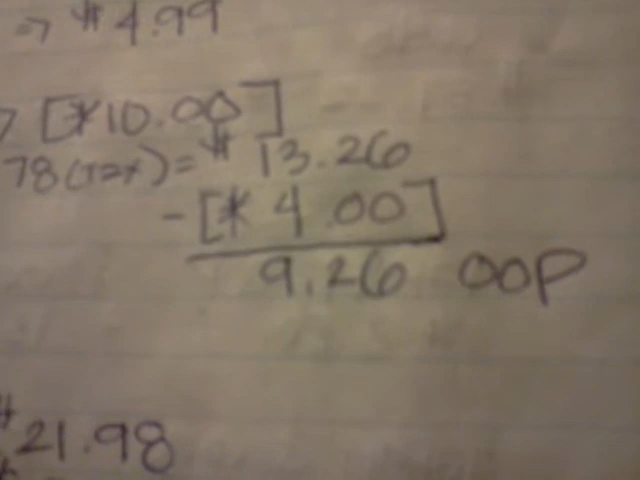 → $4.99
[$10.00]
78 (tax) = $13.26
- [$4.00]
9.26 OOP
$21.98